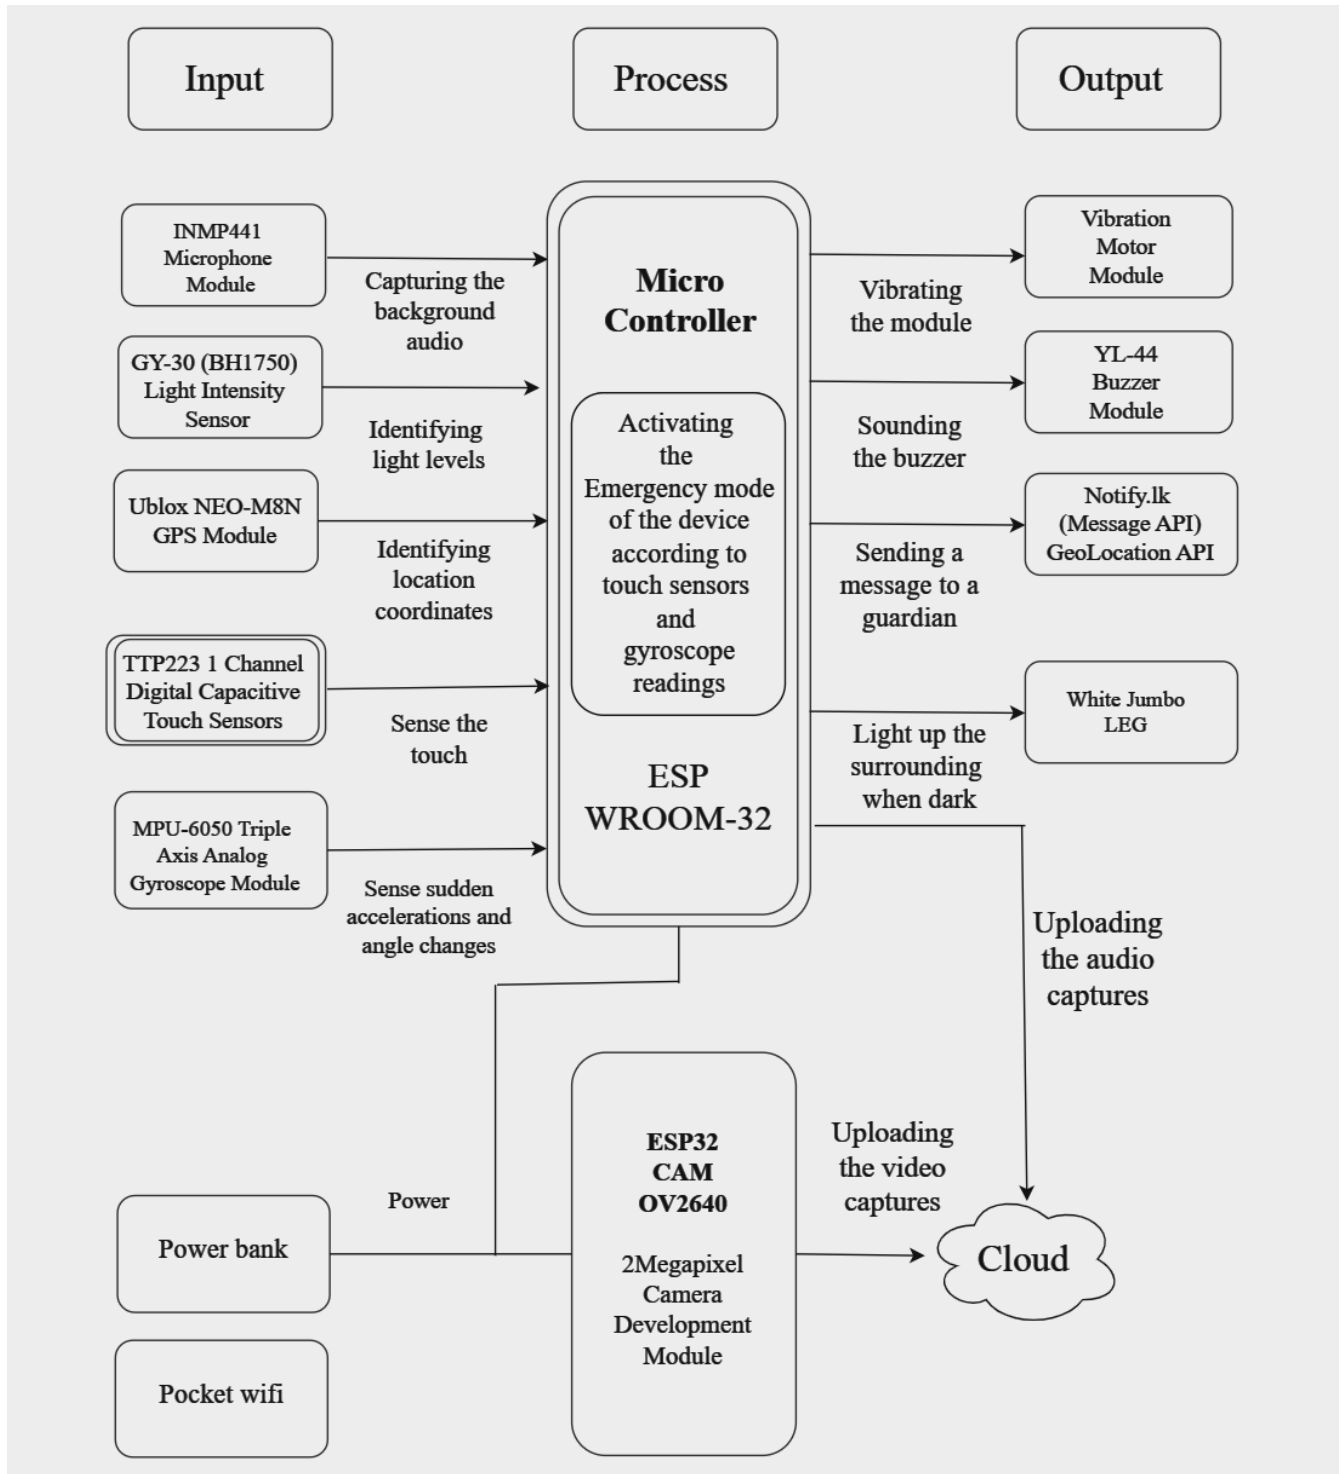 Input
Process
Output
INMP441
Microphone
Module
Capturing the
background
audio
GY-30 (BH1750)
Light Intensity
Sensor
Identifying
light levels
Ublox NEO-M8N
GPS Module
Identifying
location
coordinates
TTP223 1 Channel
Digital Capacitive
Touch Sensors
Sense the
touch
MPU-6050 Triple
Axis Analog
Gyroscope Module
Sense sudden
accelerations and
angle changes
Micro
Controller
Activating
the
Emergency mode
of the device
according to
touch sensors
and
gyroscope
readings
ESP
WROOM-32
Vibrating
the module
Vibration
Motor
Module
Sounding
the buzzer
YL-44
Buzzer
Module
Sending a
message to a
guardian
Notify.lk
(Message API)
GeoLocation API
Light up the
surrounding
when dark
White Jumbo
LEG
Uploading
the audio
captures
Power bank
Power
Pocket wifi
ESP32
CAM
OV2640
2Megapixel
Camera
Development
Module
Uploading
the video
captures
Cloud